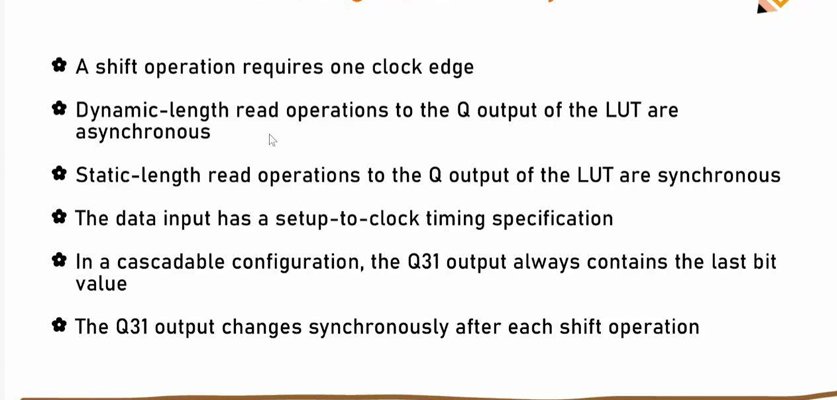 A shift operation requires one clock edge
Dynamic-length read operations to the Q output of the LUT are
asynchronous
Static-length read operations to the Q output of the LUT are synchronous
The data input has a setup-to-clock timing specification
In a cascadable configuration, the Q31 output always contains the last bit
value
The Q31 output changes synchronously after each shift operation